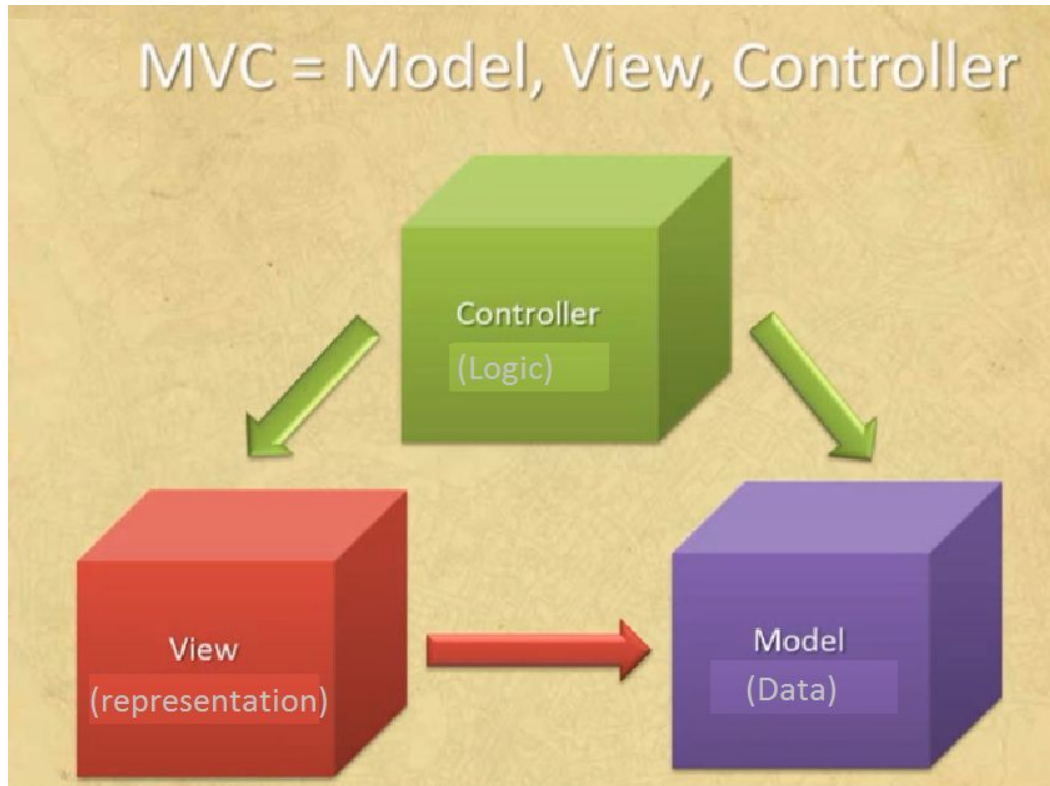 MVC = Model, View, Controller
Controller
(Logic)
View
(representation)
Model
(Data)